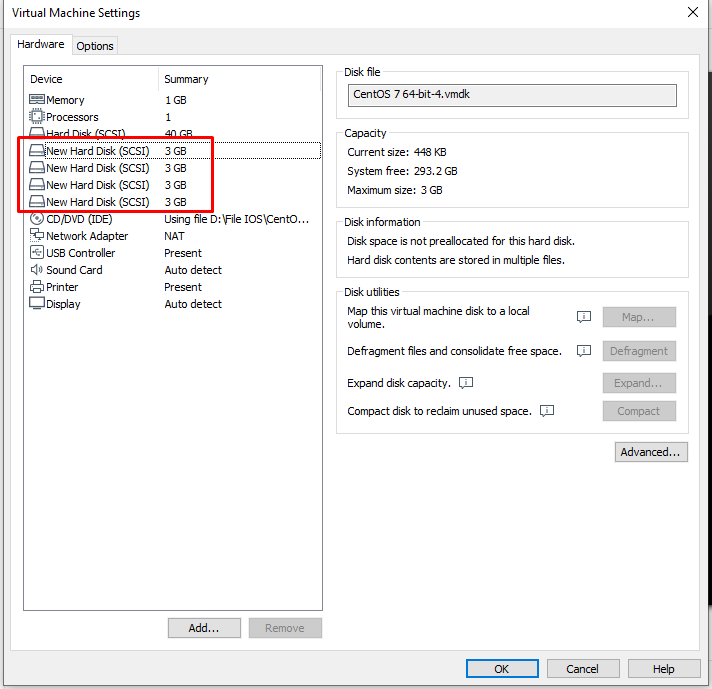 Virtual Machine Settings
Hardware Options
Device Summary
Memory 1 GB
Processors 1
Hard Disk (SCSI) 40 GB
New Hard Disk (SCSI) 3 GB
New Hard Disk (SCSI) 3 GB
New Hard Disk (SCSI) 3 GB
New Hard Disk (SCSI) 3 GB
CD/DVD (IDE) Using file D:\File IOS\CentO...
Network Adapter NAT
USB Controller Present
Sound Card Auto detect
Printer Present
Display Auto detect
Add... Remove
Disk file
CentOS 7 64-bit-4.vmdk
Capacity
Current size: 448 KB
System free: 293.2 GB
Maximum size: 3 GB
Disk information
Disk space is not preallocated for this hard disk.
Hard disk contents are stored in multiple files.
Disk utilities
Map this virtual machine disk to a local
volume.
Map...
Defragment files and consolidate free space. Defragment
Expand disk capacity. Expand...
Compact disk to reclaim unused space. Compact
Advanced...
OK Cancel Help